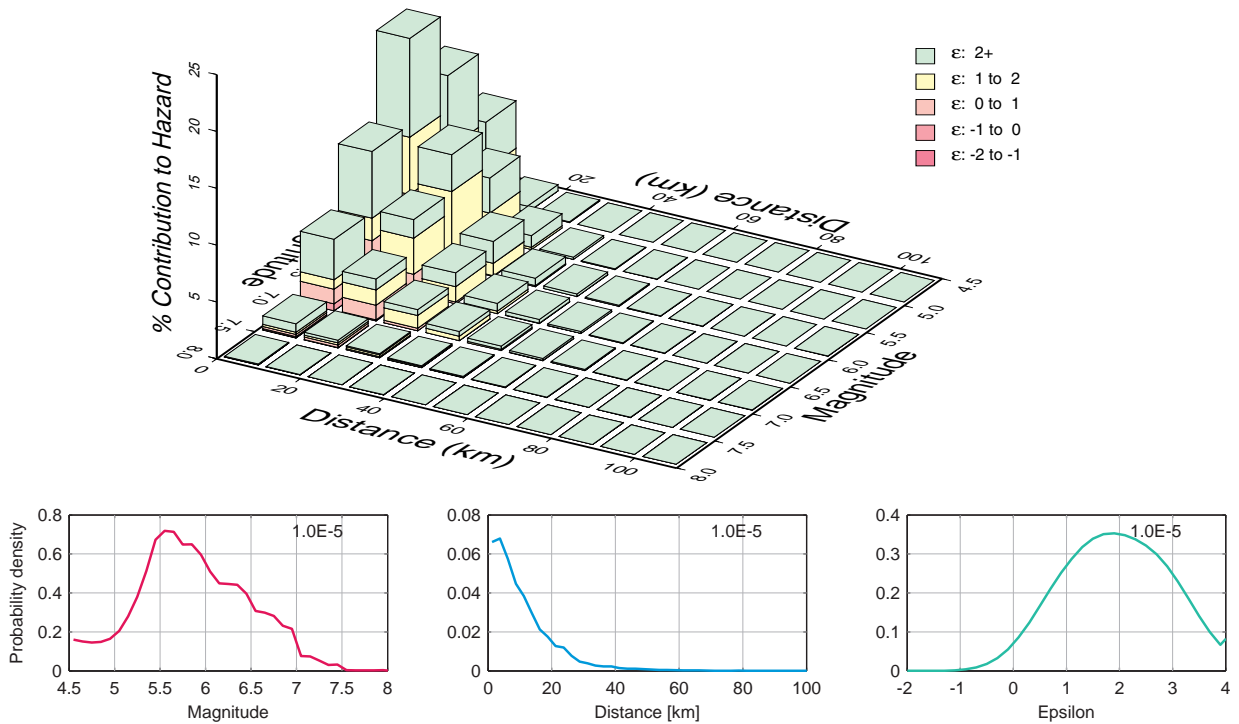 25
20
15
10
5
% Contribution to Hazard
ε: 2+
ε: 1 to 2
ε: 0 to 1
ε: -1 to 0
ε: -2 to -1
20
40
60
80
100
Distance (km)
7.0
7.5
8.0
0
20
40
60
80
100
Distance (km)
4.5
5.0
5.5
6.0
6.5
7.0
7.5
8.0
Magnitude
0.8
0.6
0.4
0.2
0
Probability density
1.0E-5
4.5 5 5.5 6 6.5 7 7.5 8
Magnitude
0.08
0.06
0.04
0.02
0
1.0E-5
0 20 40 60 80 100
Distance [km]
0.4
0.3
0.2
0.1
0
1.0E-5
-2 -1 0 1 2 3 4
Epsilon